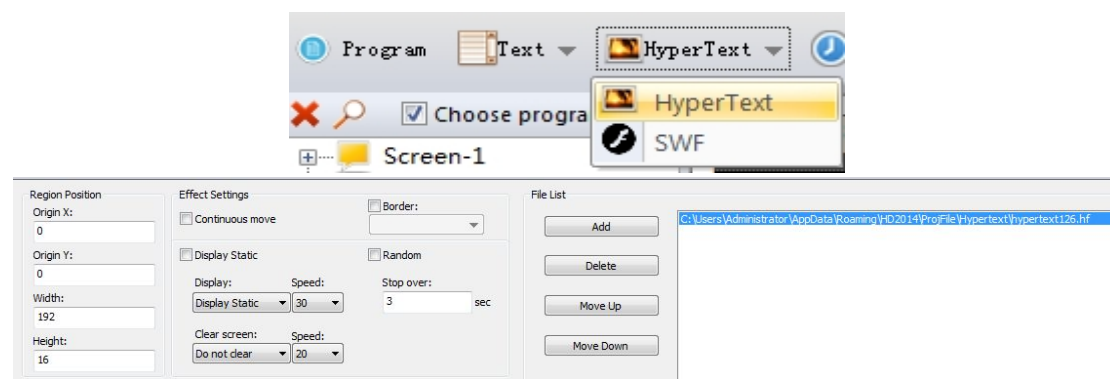 Program Text HyperText
Choose progra HyperText
Screen-1 SWF
Region Position Effect Settings File List
Origin X: Continuous move Border:
0 Add C:\Users\Administrator\AppData\Roaming\HD2014\ProjFile\Hypertext\hypertext126.hf
Origin Y: Display Static Random
0 Delete
Display: Speed: Stop over:
Width: Display Static 30 3 sec Move Up
192
Height: Clear screen: Speed:
16 Do not clear 20 Move Down